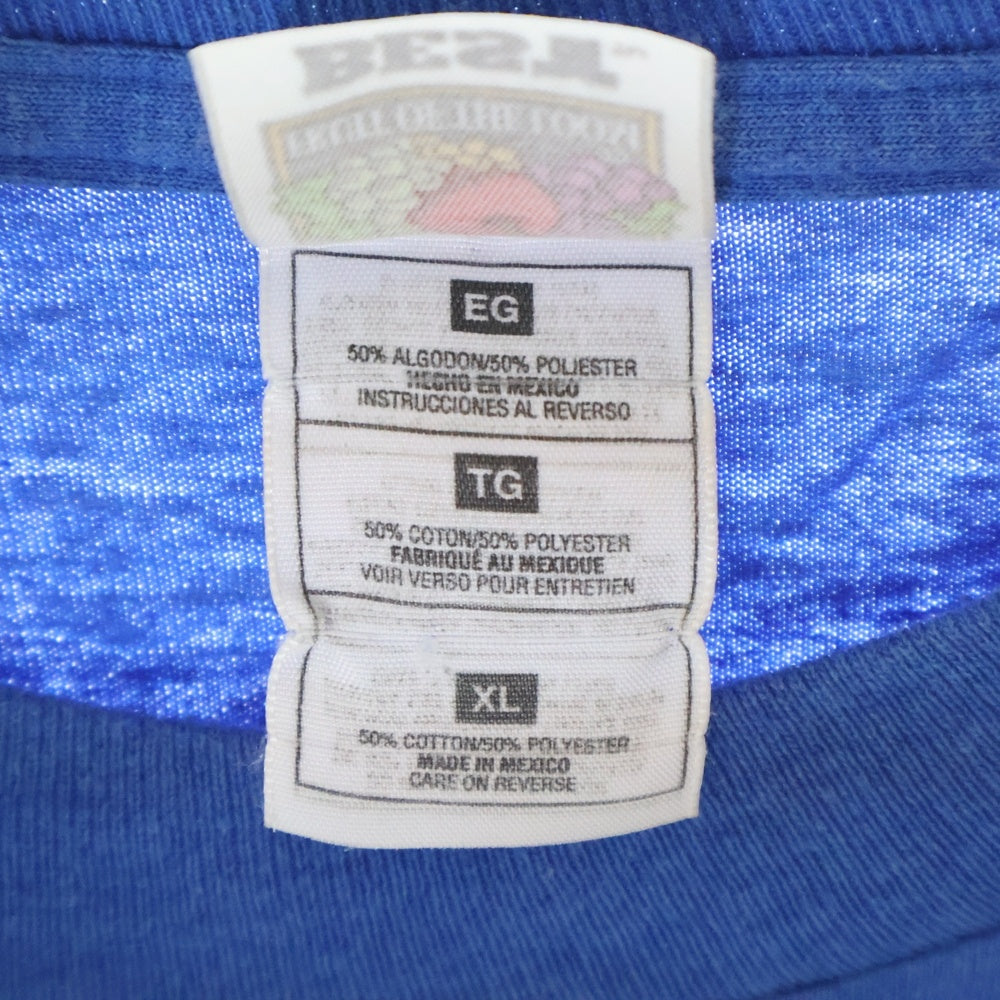 BEST
FRUIT OF THE LOOM
EG
50% ALGODON/50% POLIESTER
HECHO EN MEXICO
INSTRUCCIONES AL REVERSO
TG
50% COTON/50% POLYESTER
FABRIQUÉ AU MEXIQUE
VOIR VERSO POUR ENTRETIEN
XL
50% COTTON/50% POLYESTER
MADE IN MEXICO
CARE ON REVERSE